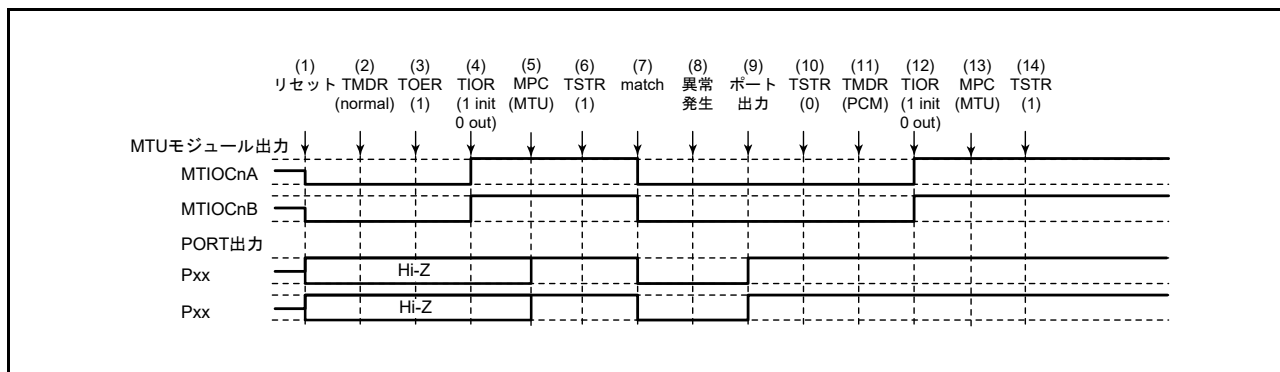 (1) (2) (3) (4) (5) (6) (7) (8) (9) (10) (11) (12) (13) (14)
リセット TMDR TOER TIOR MPC TSTR match 異常 ポート TSTR TMDR TIOR MPC TSTR
(normal) (1) (1 init (MTU) (1) 発生 出力 (0) (PCM) (1 init (MTU) (1)
0 out) 0 out)
MTUモジュール出力
MTIOCnA
MTIOCnB
PORT出力
Pxx Hi-Z
Pxx Hi-Z